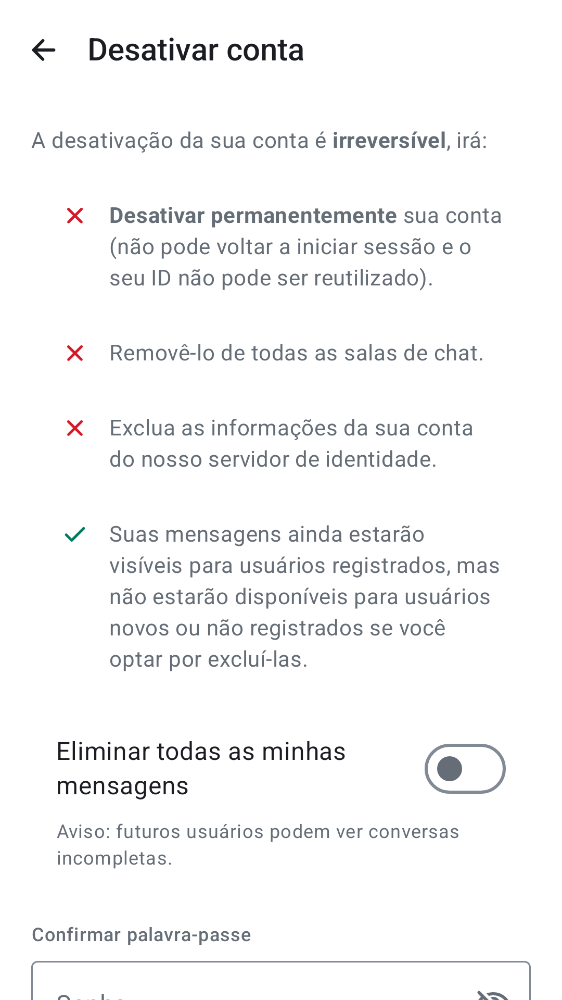 Desativar conta
A desativação da sua conta é irreversível, irá:
Desativar permanentemente sua conta
(não pode voltar a iniciar sessão e o
seu ID não pode ser reutilizado).
Removê-lo de todas as salas de chat.
Exclua as informações da sua conta
do nosso servidor de identidade.
Suas mensagens ainda estarão
visíveis para usuários registrados, mas
não estarão disponíveis para usuários
novos ou não registrados se você
optar por excluí-las.
Eliminar todas as minhas
mensagens
Aviso: futuros usuários podem ver conversas
incompletas.
Confirmar palavra-passe